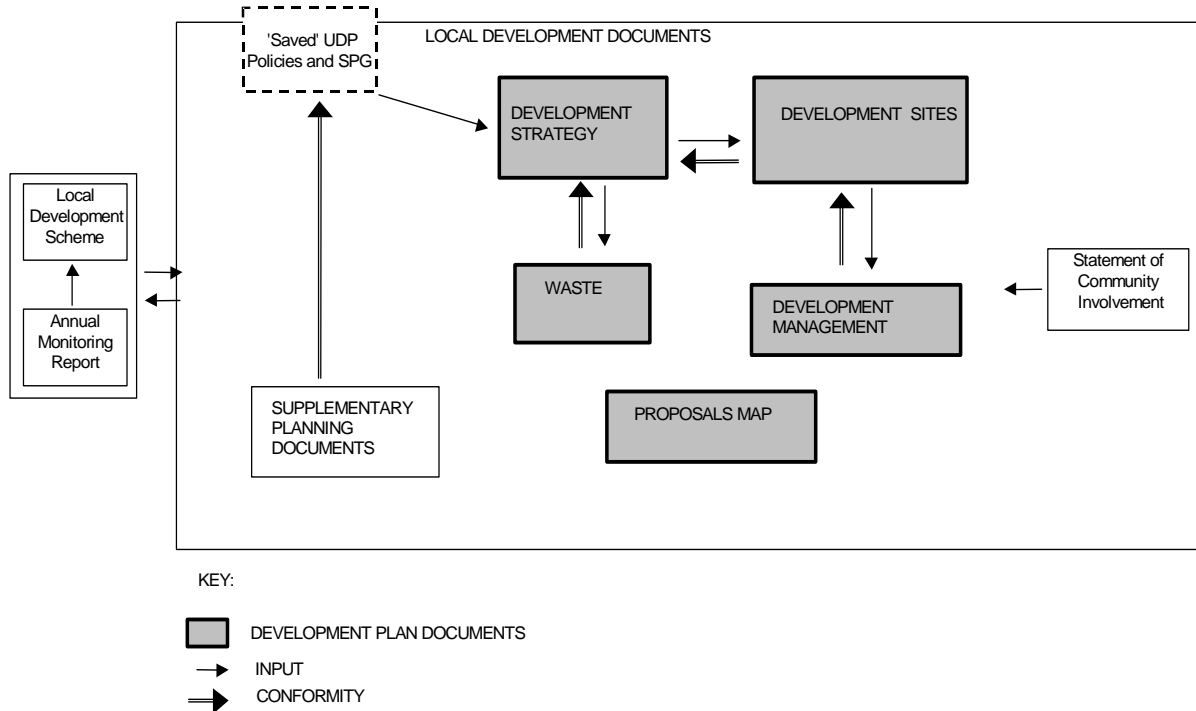 'Saved' UDP
Policies and SPG
LOCAL DEVELOPMENT DOCUMENTS
DEVELOPMENT
STRATEGY
DEVELOPMENT SITES
Local
Development
Scheme
Annual
Monitoring
Report
WASTE
DEVELOPMENT
MANAGEMENT
Statement of
Community
Involvement
SUPPLEMENTARY
PLANNING
DOCUMENTS
PROPOSALS MAP
KEY:
DEVELOPMENT PLAN DOCUMENTS
INPUT
CONFORMITY